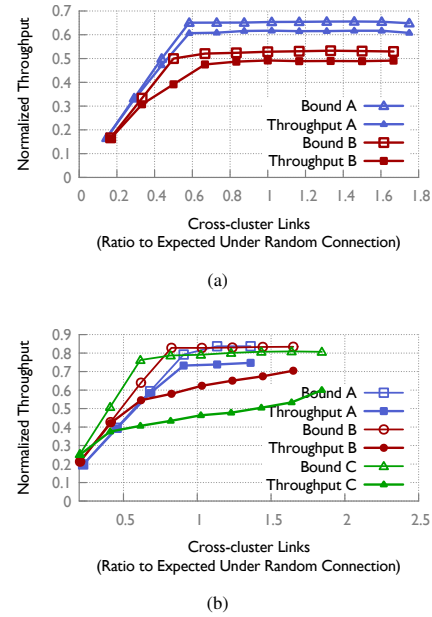 0.7
0.6
0.5
0.4
0.3
0.2
0.1
0
Normalized Throughput
Bound A
Throughput A
Bound B
Throughput B
0 0.2 0.4 0.6 0.8 1 1.2 1.4 1.6 1.8
Cross-cluster Links
(Ratio to Expected Under Random Connection)
(a)
0.9
0.8
0.7
0.6
0.5
0.4
0.3
0.2
0.1
0
Normalized Throughput
Bound A
Throughput A
Bound B
Throughput B
Bound C
Throughput C
0.5 1 1.5 2 2.5
Cross-cluster Links
(Ratio to Expected Under Random Connection)
(b)